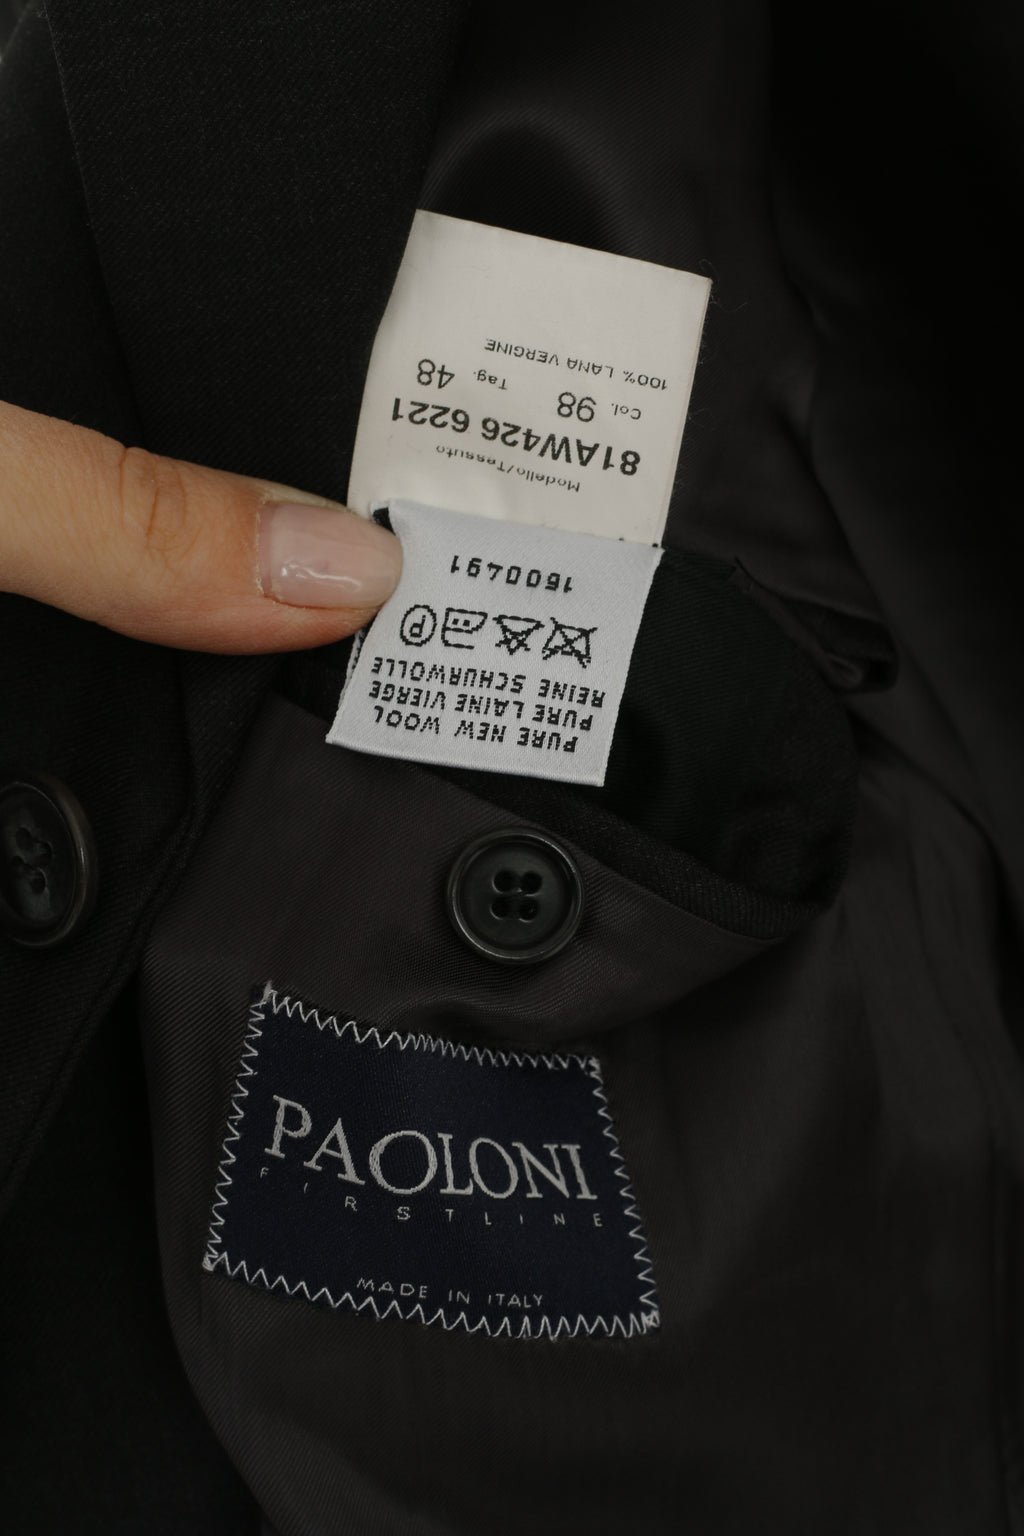 Modello/Tessuto
81AW426 6221
Col. 98 Tag. 48
100% LANA VERGINE
PURE NEW WOOL
PURE LAINE VIERGE
REINE SCHURWOLLE
P
1600491
PAOLONI
FIRSTLINE
MADE IN ITALY